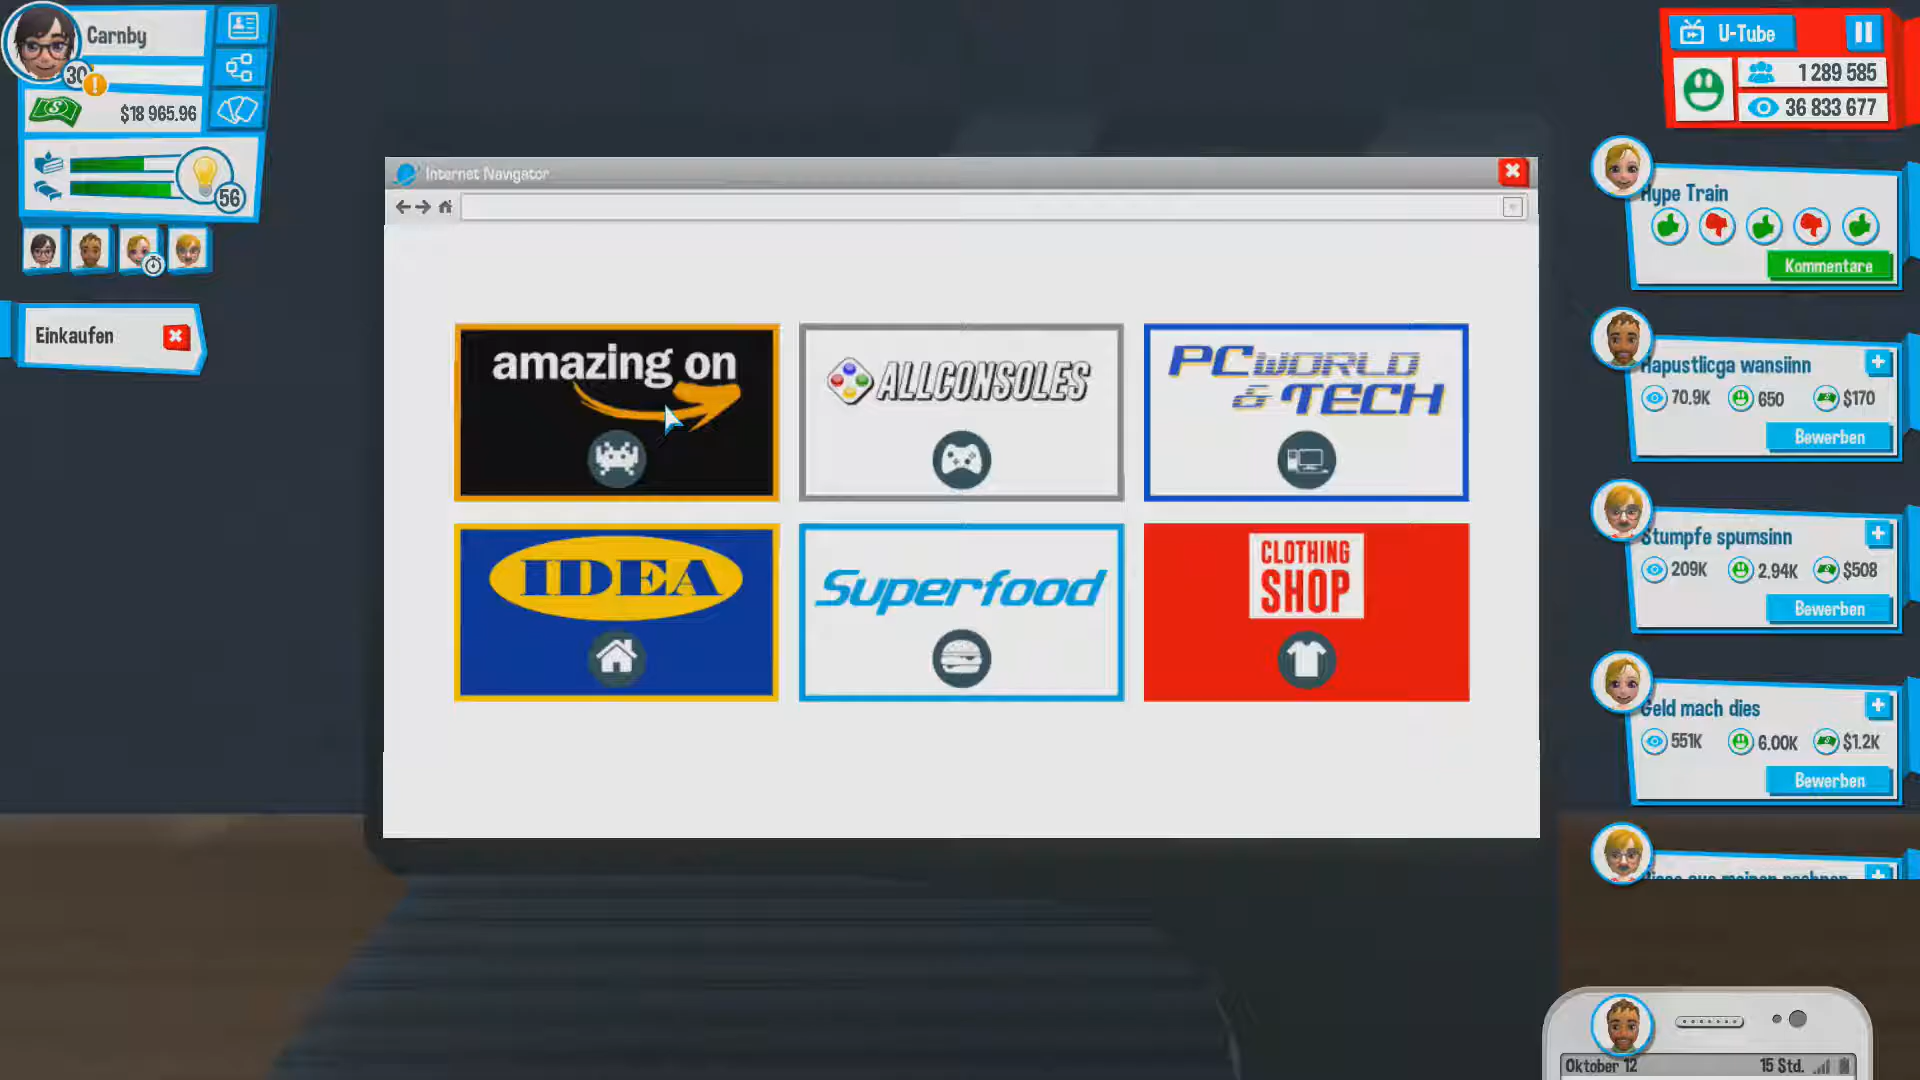 Carnby
30
$18 965.96
56
Einkaufen
Internet Navigator
amazing on
ALLCONSOLES
PC WORLD
& TECH
IDEA
Superfood
CLOTHING
SHOP
U-Tube
1 289 585
36 833 677
Hype Train
Kommentare
Hapustlicga wansiinn
70.9K 650 $170
Bewerben
Stumpfe spumsinn
209K 2.94K $508
Bewerben
Geld mach dies
551K 6.00K $1.2K
Bewerben
Oktober 12 15 Std.